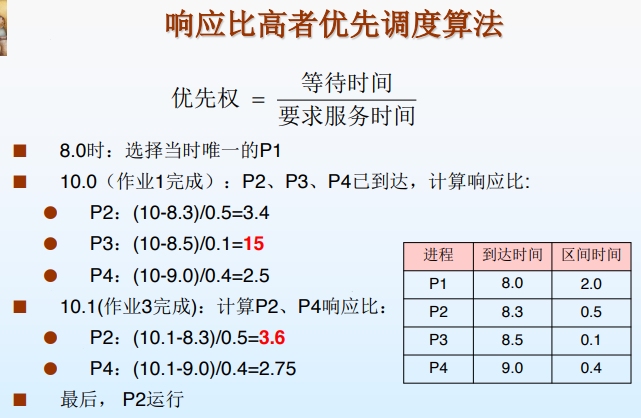 响应比高者优先调度算法
优先权 = 等待时间
要求服务时间
8.0时：选择当时唯一的P1
10.0（作业1完成）：P2、P3、P4已到达，计算响应比:
P2：(10-8.3)/0.5=3.4
P3：(10-8.5)/0.1=15
P4：(10-9.0)/0.4=2.5
10.1(作业3完成)：计算P2、P4响应比：
P2：(10.1-8.3)/0.5=3.6
P4：(10.1-9.0)/0.4=2.75
最后， P2运行
进程 到达时间 区间时间
P1 8.0 2.0
P2 8.3 0.5
P3 8.5 0.1
P4 9.0 0.4